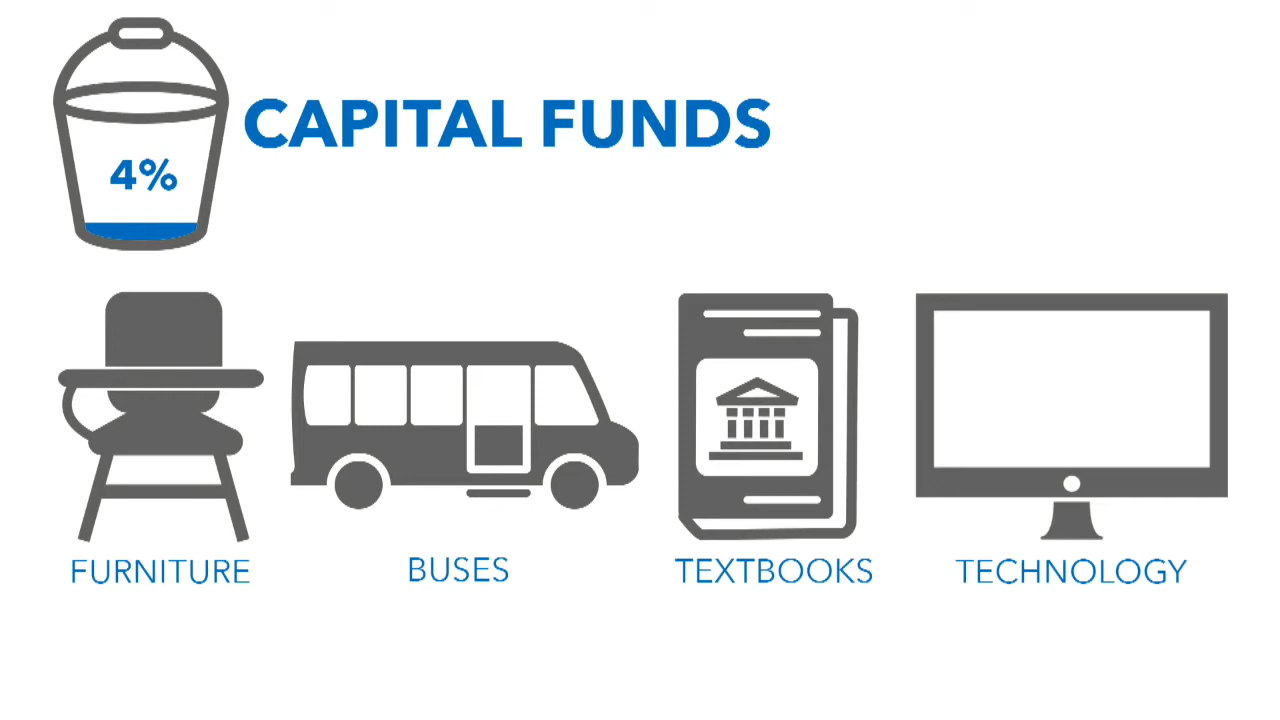 CAPITAL FUNDS
4%
FURNITURE
BUSES
TEXTBOOKS
TECHNOLOGY